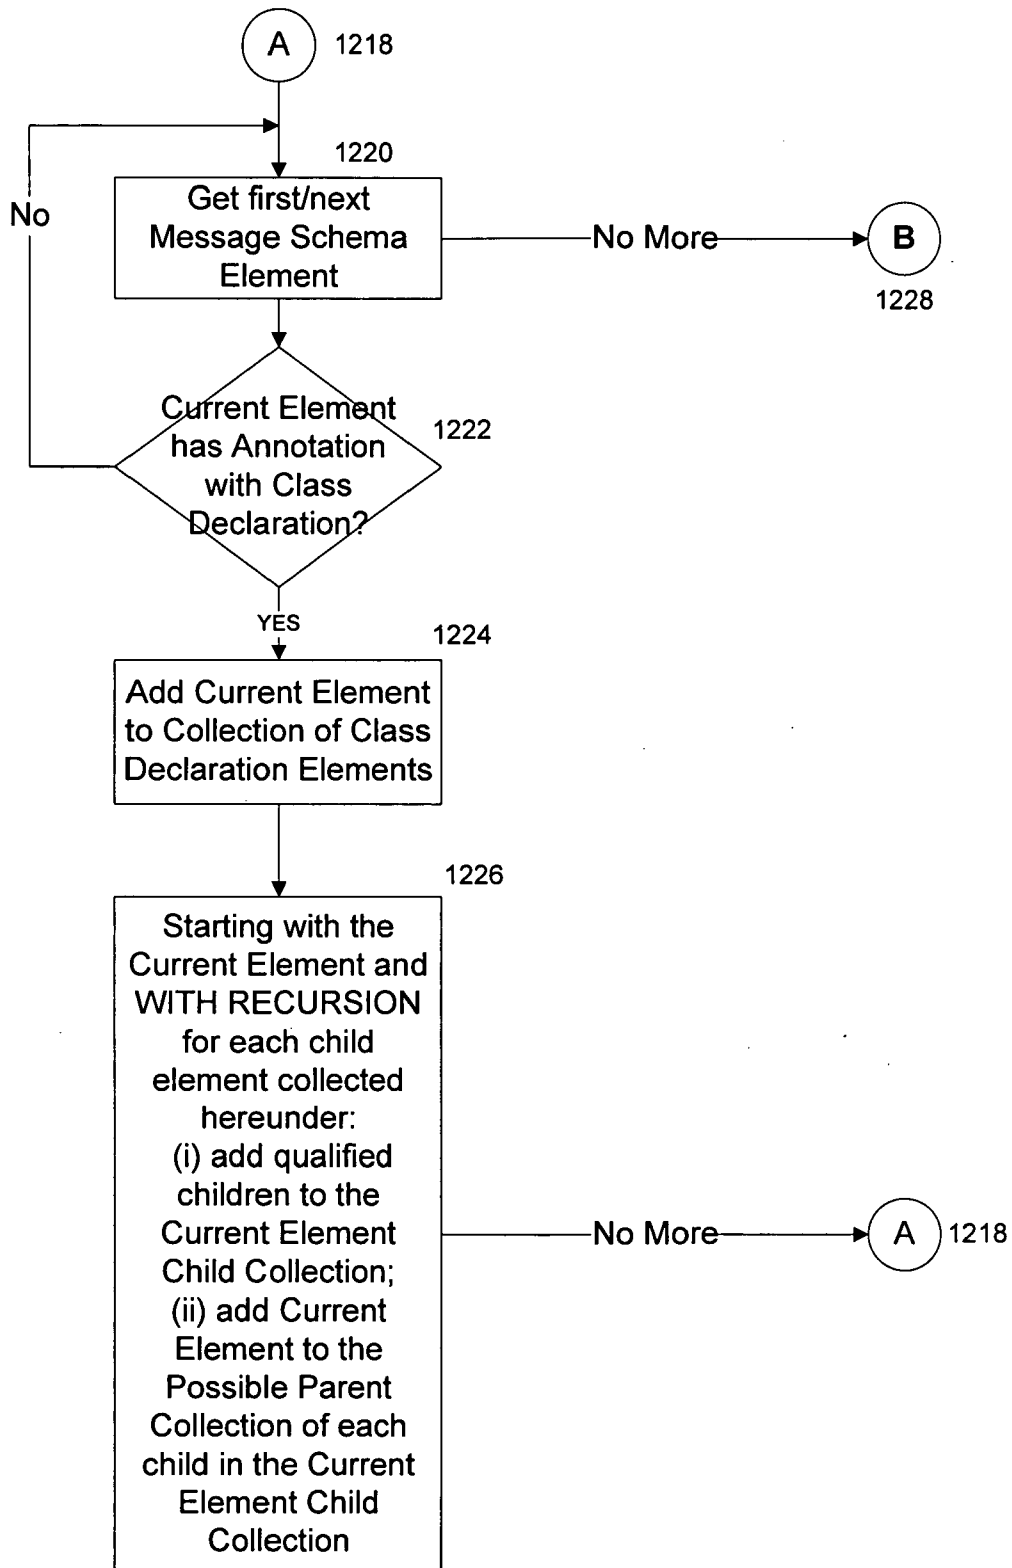 A
1218
1220
Get first/next
Message Schema
Element
No
No More
B
1228
Current Element
has Annotation
with Class
Declaration?
1222
YES
1224
Add Current Element
to Collection of Class
Declaration Elements
1226
Starting with the
Current Element and
WITH RECURSION
for each child
element collected
hereunder:
(i) add qualified
children to the
Current Element
Child Collection;
(ii) add Current
Element to the
Possible Parent
Collection of each
child in the Current
Element Child
Collection
No More
A
1218